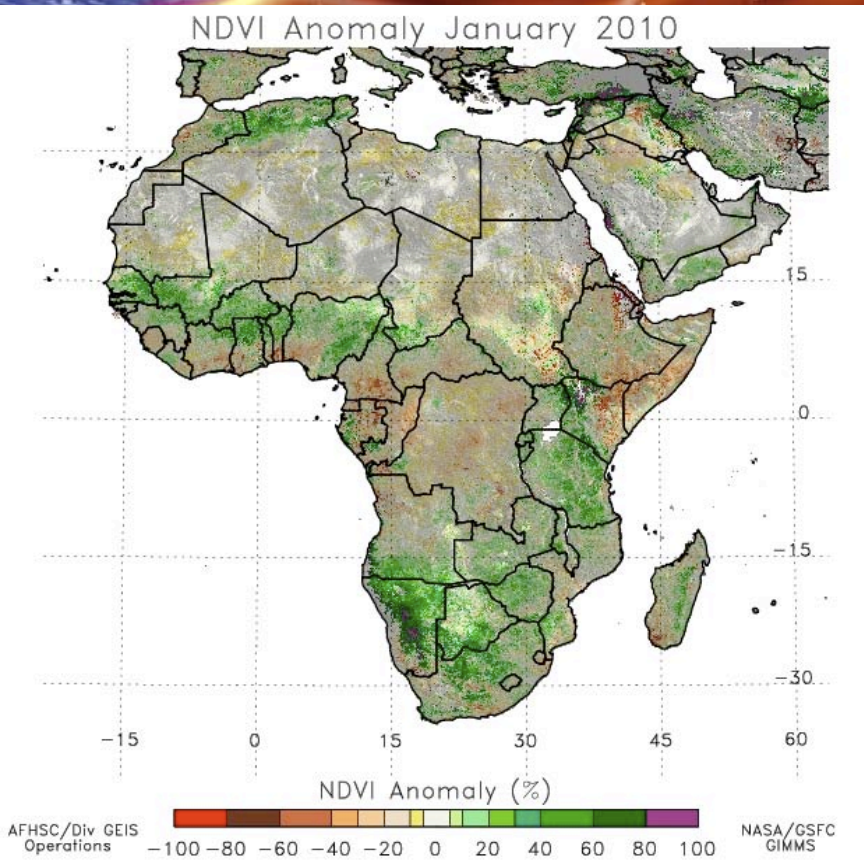 NDVI Anomaly January 2010
15
0
-15
-30
-15 0 15 30 45 60
NDVI Anomaly (%)
AFHSC/Div GEIS
Operations
-100 -80 -60 -40 -20 0 20 40 60 80 100
NASA/GSFC
GIMMS